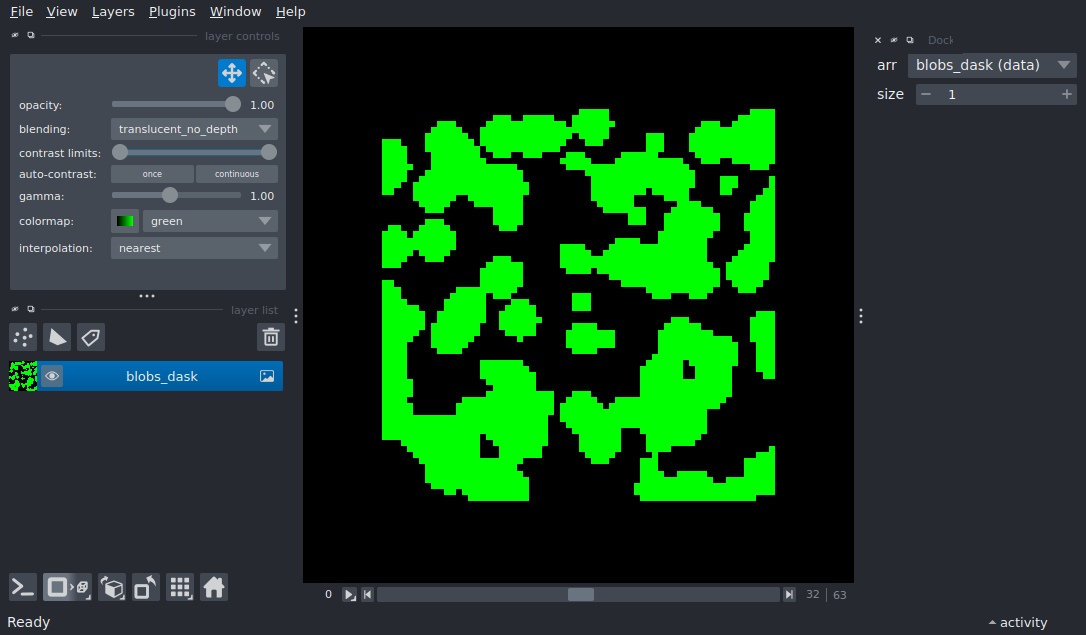 File View Layers Plugins Window Help
layer controls
opacity: 1.00
blending: translucent_no_depth
contrast limits:
auto-contrast: once continuous
gamma: 1.00
colormap: green
interpolation: nearest
layer list
blobs_dask
Dock
arr blobs_dask (data)
size 1
0 32 63
Ready
activity